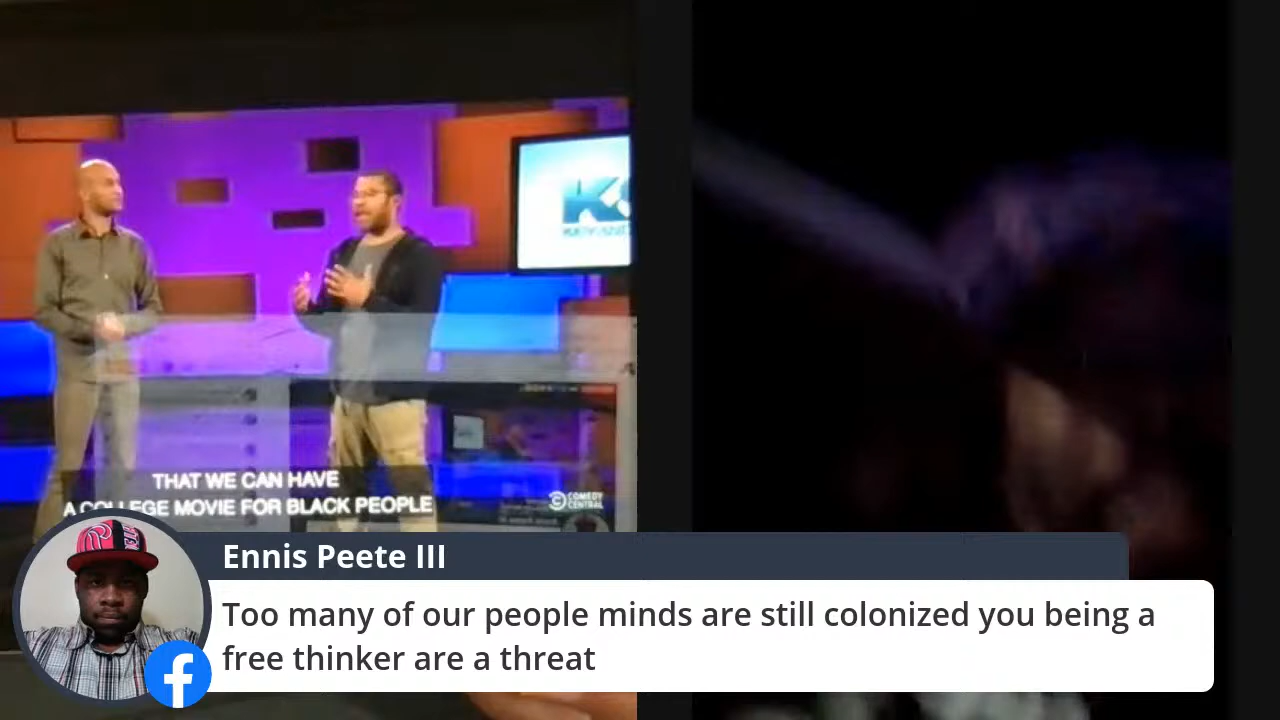 THAT WE CAN HAVE
A COLLEGE MOVIE FOR BLACK PEOPLE
COMEDY
CENTRAL
Ennis Peete III
Too many of our people minds are still colonized you being a
free thinker are a threat